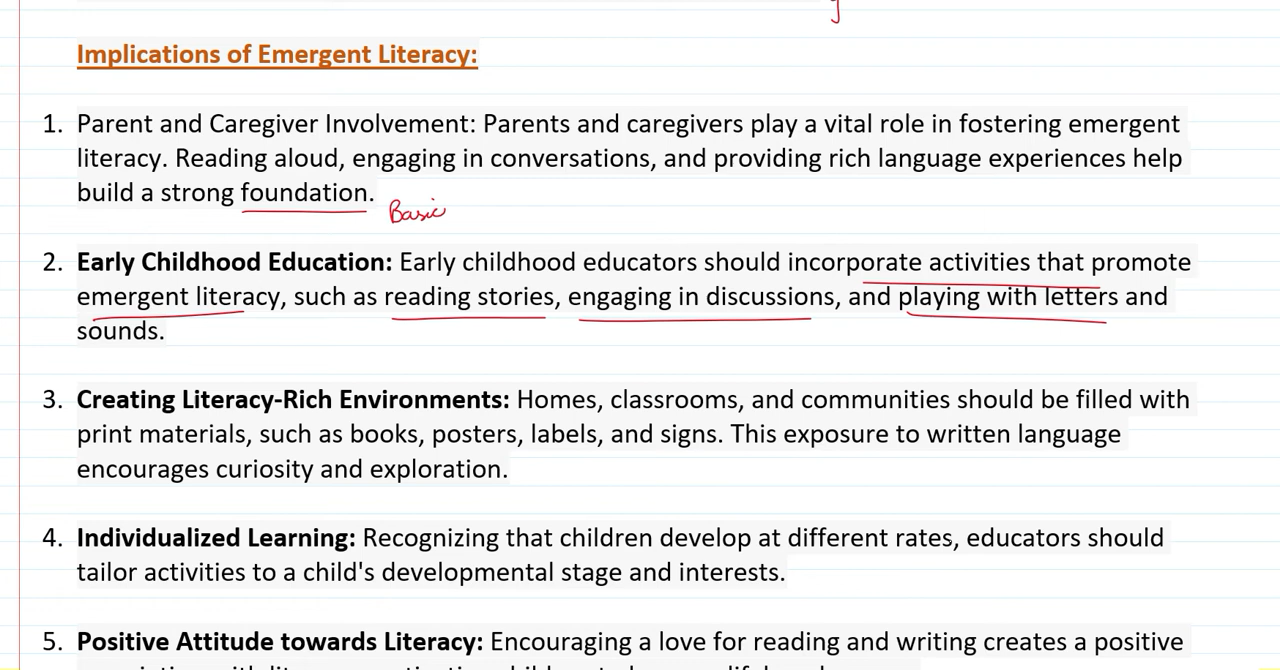 Implications of Emergent Literacy:
1. Parent and Caregiver Involvement: Parents and caregivers play a vital role in fostering emergent
literacy. Reading aloud, engaging in conversations, and providing rich language experiences help
build a strong foundation.
Basic
2. Early Childhood Education: Early childhood educators should incorporate activities that promote
emergent literacy, such as reading stories, engaging in discussions, and playing with letters and
sounds.
3. Creating Literacy-Rich Environments: Homes, classrooms, and communities should be filled with
print materials, such as books, posters, labels, and signs. This exposure to written language
encourages curiosity and exploration.
4. Individualized Learning: Recognizing that children develop at different rates, educators should
tailor activities to a child's developmental stage and interests.
5. Positive Attitude towards Literacy: Encouraging a love for reading and writing creates a positive